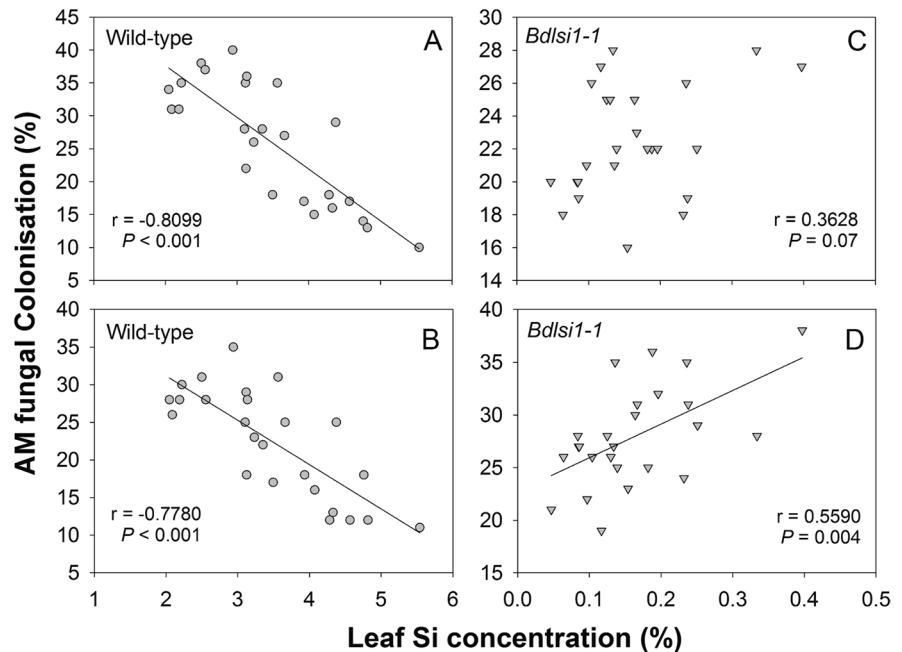 AM fungal Colonisation (%)
45
40
35
30
25
20
15
10
5
Wild-type
A
r = -0.8099
P < 0.001
30
28
26
24
22
20
18
16
14
Bdlsi1-1
C
r = 0.3628
P = 0.07
40
35
30
25
20
15
10
5
Wild-type
B
r = -0.7780
P < 0.001
1 2 3 4 5 6
40
35
30
25
20
15
Bdlsi1-1
D
r = 0.5590
P = 0.004
0.0 0.1 0.2 0.3 0.4 0.5
Leaf Si concentration (%)